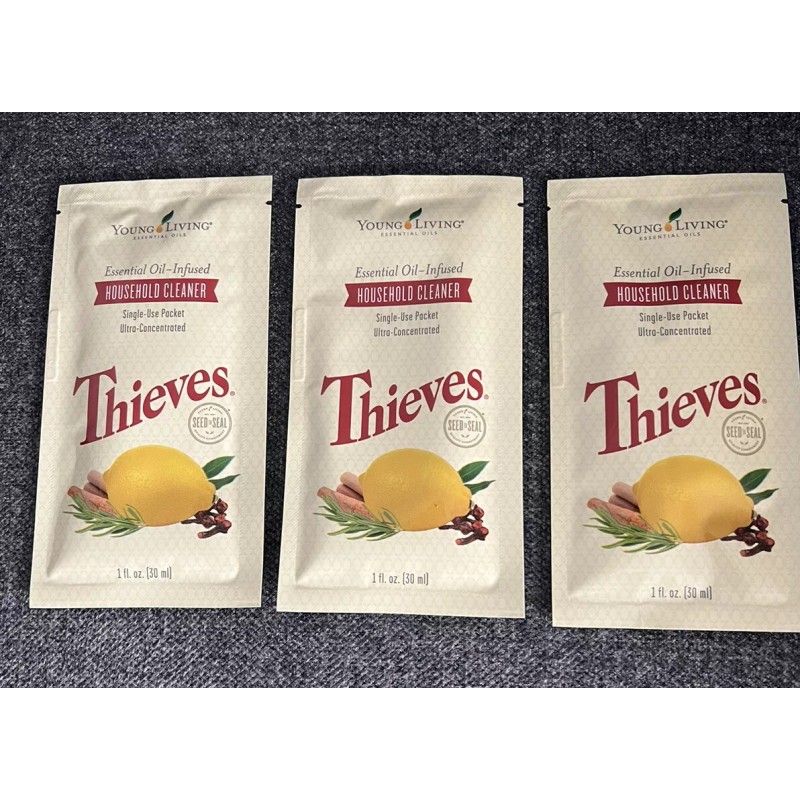 YOUNG LIVING®
ESSENTIAL OILS
Essential Oil-Infused
HOUSEHOLD CLEANER
Single-Use Packet
Ultra-Concentrated
Thieves®
SEED TO SEAL
1 fl. oz. (30 ml)
YOUNG LIVING®
ESSENTIAL OILS
Essential Oil-Infused
HOUSEHOLD CLEANER
Single-Use Packet
Ultra-Concentrated
Thieves®
SEED TO SEAL
1 fl. oz. (30 ml)
YOUNG LIVING®
ESSENTIAL OILS
Essential Oil-Infused
HOUSEHOLD CLEANER
Single-Use Packet
Ultra-Concentrated
Thieves®
SEED TO SEAL
1 fl. oz. (30 ml)